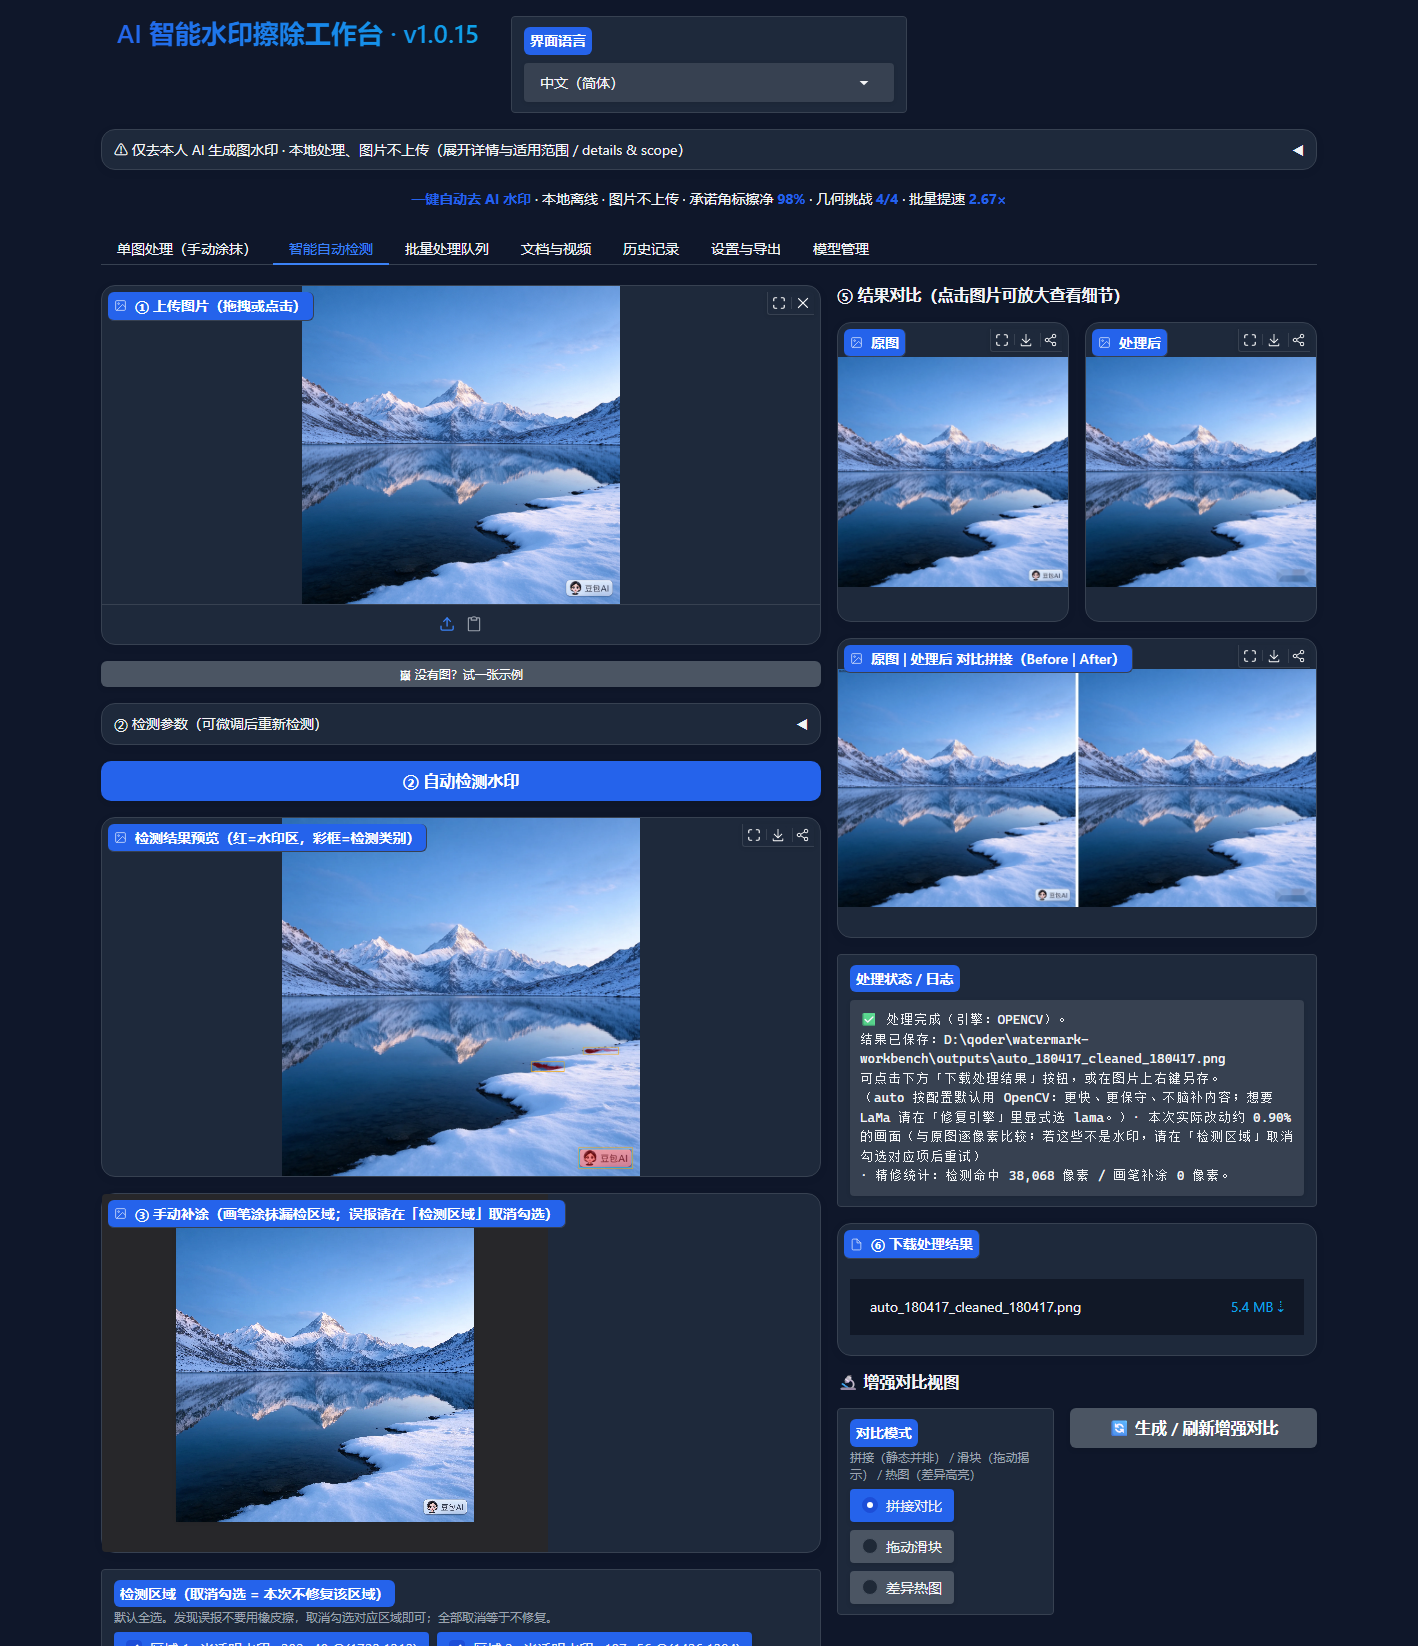 AI 智能水印擦除工作台 · v1.0.15
界面语言
中文（简体）
⚠ 仅去本人 AI 生成图水印 · 本地处理、图片不上传（展开详情与适用范围 / details & scope）
一键自动去 AI 水印 · 本地离线 · 图片不上传 · 承诺角标擦净 98% · 几何挑战 4/4 · 批量提速 2.67×
单图处理（手动涂抹）
智能自动检测
批量处理队列
文档与视频
历史记录
设置与导出
模型管理
① 上传图片（拖拽或点击）
豆包AI
没有图？试一张示例
② 检测参数（可微调后重新检测）
② 自动检测水印
检测结果预览（红=水印区，彩框=检测类别）
豆包AI
③ 手动补涂（画笔涂抹漏检区域；误报请在「检测区域」取消勾选）
豆包AI
检测区域（取消勾选 = 本次不修复该区域）
默认全选。发现误报不要用橡皮擦，取消勾选对应区域即可；全部取消等于不修复。
⑤ 结果对比（点击图片可放大查看细节）
原图
豆包AI
处理后
原图 | 处理后 对比拼接（Before | After）
豆包AI
处理状态 / 日志
✅ 处理完成（引擎：OPENCV）。
结果已保存：D:\qoder\watermark-
workbench\outputs\auto_180417_cleaned_180417.png
可点击下方「下载处理结果」按钮，或在图片上右键另存。
（auto 按配置默认用 OpenCV：更快、更保守、不脑补内容；想要
LaMa 请在「修复引擎」里显式选 lama。）· 本次实际改动约 0.90%
的画面（与原图逐像素比较；若这些不是水印，请在「检测区域」取消
勾选对应项后重试）
· 精修统计：检测命中 38,068 像素 / 画笔补涂 0 像素。
⑥ 下载处理结果
auto_180417_cleaned_180417.png
5.4 MB ⇣
增强对比视图
对比模式
拼接（静态并排） / 滑块（拖动揭
示） / 热图（差异高亮）
拼接对比
拖动滑块
差异热图
生成 / 刷新增强对比